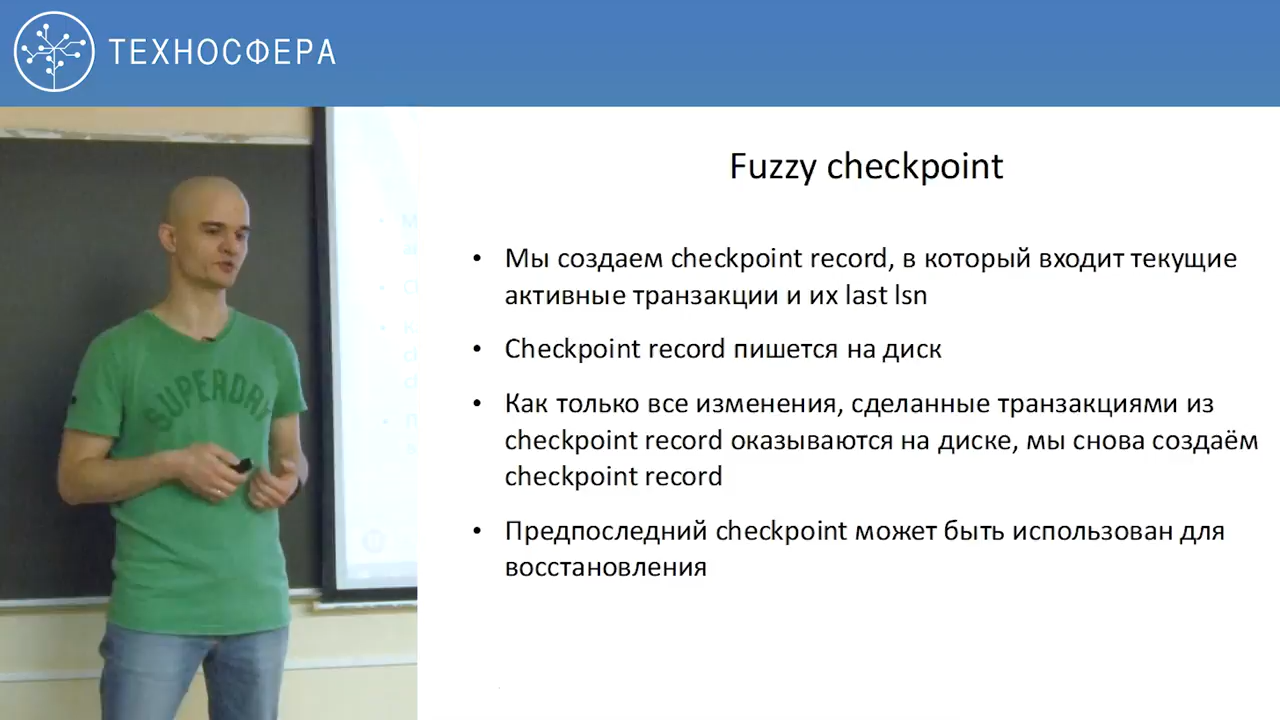 ТЕХНОСФЕРА
Fuzzy checkpoint
• Мы создаем checkpoint record, в который входит текущие
активные транзакции и их last lsn
• Checkpoint record пишется на диск
• Как только все изменения, сделанные транзакциями из
checkpoint record оказываются на диске, мы снова создаём
checkpoint record
• Предпоследний checkpoint может быть использован для
восстановления
SUPERDRY